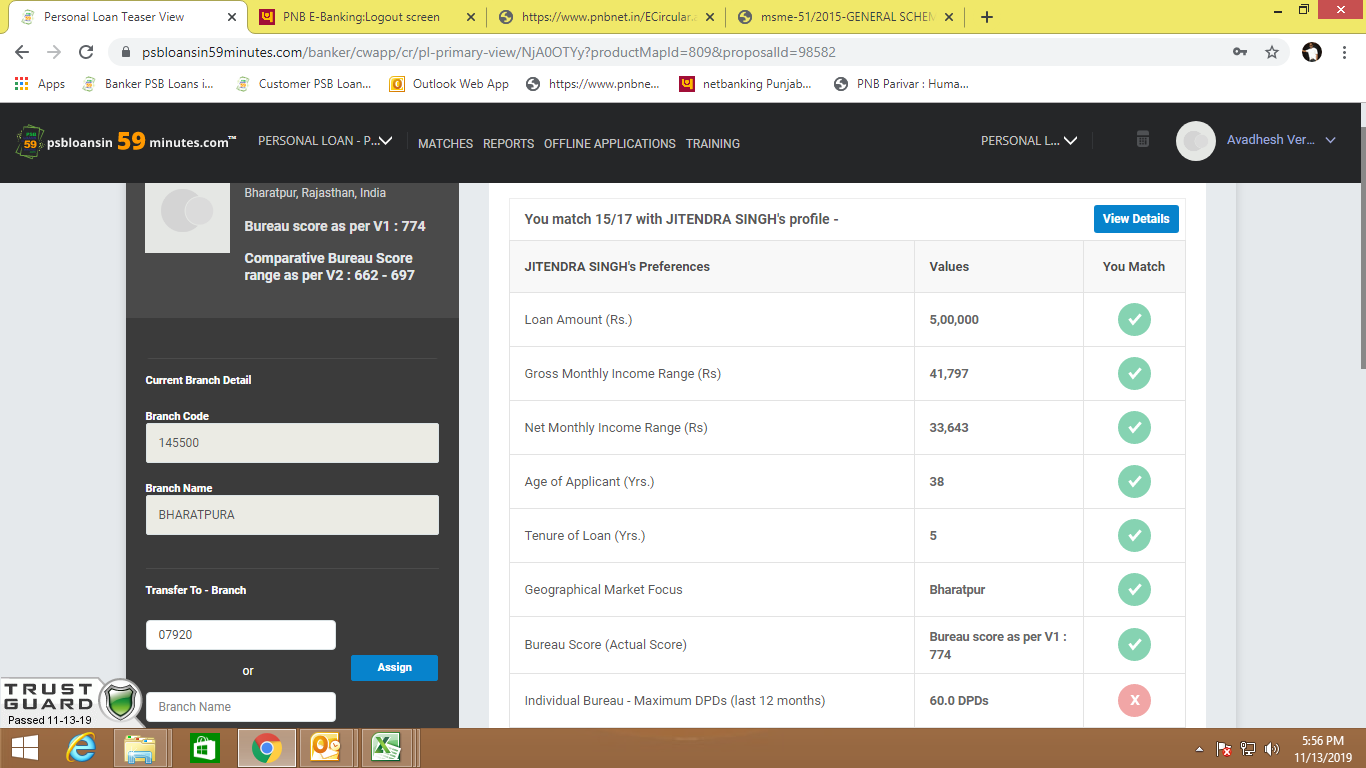 Personal Loan Teaser View
PNB E-Banking:Logout screen
https://www.pnbnet.in/ECircular.
msme-51/2015-GENERAL SCHEM
psbloansin59minutes.com/banker/cwapp/cr/pl-primary-view/NjA0OTYy?productMapId=809&proposalId=98582
Apps
Banker PSB Loans i...
Customer PSB Loan...
Outlook Web App
https://www.pnbne...
netbanking Punjab...
PNB Parivar : Huma...
PSB
59
psbloansin 59 minutes.com™
PERSONAL LOAN - P...
MATCHES
REPORTS
OFFLINE APPLICATIONS
TRAINING
PERSONAL L...
Avadhesh Ver...
Bharatpur, Rajasthan, India
Bureau score as per V1 : 774
Comparative Bureau Score
range as per V2 : 662 - 697
Current Branch Detail
Branch Code
145500
Branch Name
BHARATPURA
Transfer To - Branch
07920
or
Assign
Branch Name
You match 15/17 with JITENDRA SINGH's profile -
View Details
JITENDRA SINGH's Preferences Values You Match
Loan Amount (Rs.) 5,00,000
Gross Monthly Income Range (Rs) 41,797
Net Monthly Income Range (Rs) 33,643
Age of Applicant (Yrs.) 38
Tenure of Loan (Yrs.) 5
Geographical Market Focus Bharatpur
Bureau Score (Actual Score) Bureau score as per V1 :
774
Individual Bureau - Maximum DPDs (last 12 months) 60.0 DPDs X
TRUST
GUARD
Passed 11-13-19
5:56 PM
11/13/2019